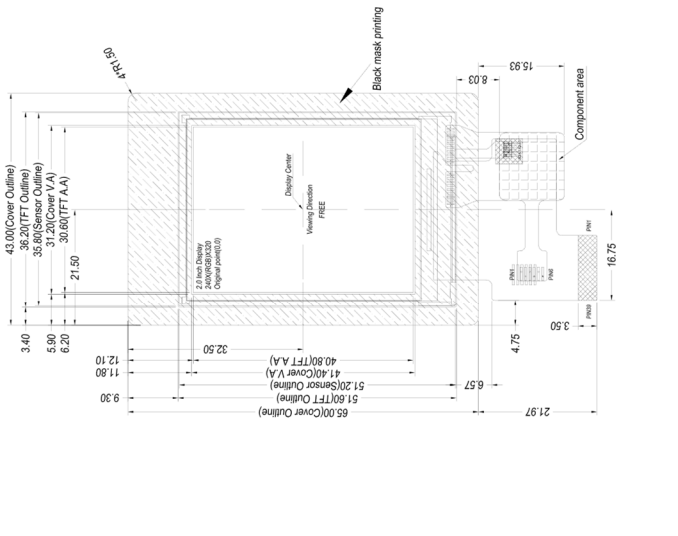 4*R1.50
Black mask printing
15.93
8.03
Component area
43.00(Cover Outline)
36.20(TFT Outline)
35.80(Sensor Outline)
31.20(Cover V.A)
30.60(TFT A.A)
21.50
Display Center
Viewing Direction
FREE
2.0 Inch Display
240X(RGB)X320
Original point(0,0)
PIN1
PIN6
PIN1
PIN39
16.75
3.50
4.75
3.40
5.90
6.20
32.50
12.10
40.80(TFT A.A)
11.80
41.40(Cover V.A)
51.20(Sensor Outline)
6.57
9.30
51.60(TFT Outline)
65.00(Cover Outline)
21.97